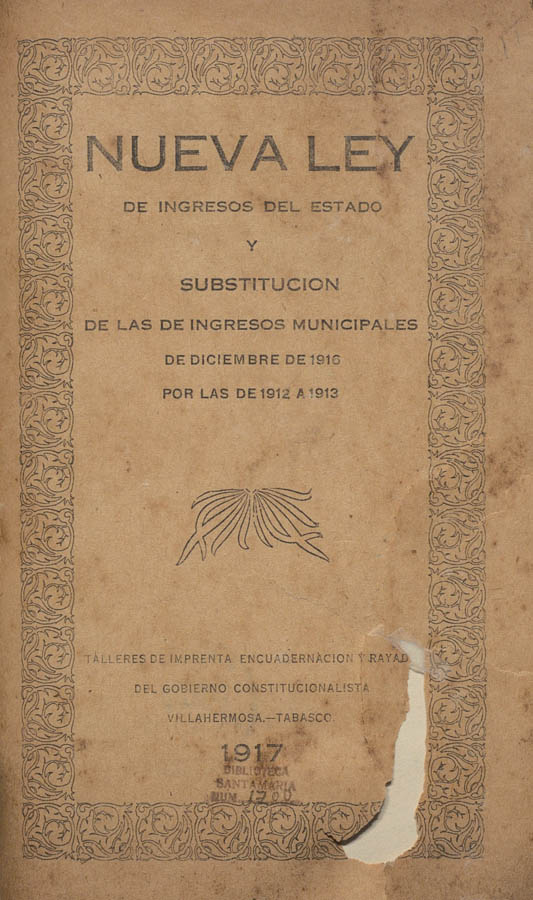 NUEVA LEY
DE INGRESOS DEL ESTADO
Y
SUBSTITUCION
DE LAS DE INGRESOS MUNICIPALES
DE DICIEMBRE DE 1916
POR LAS DE 1912 A 1913
TALLERES DE IMPRENTA ENCUADERNACION Y RAYAD
DEL GOBIERNO CONSTITUCIONALISTA
VILLAHERMOSA.—TABASCO.
1917
BIBLIOTECA
SANTAMARIA
NUM.